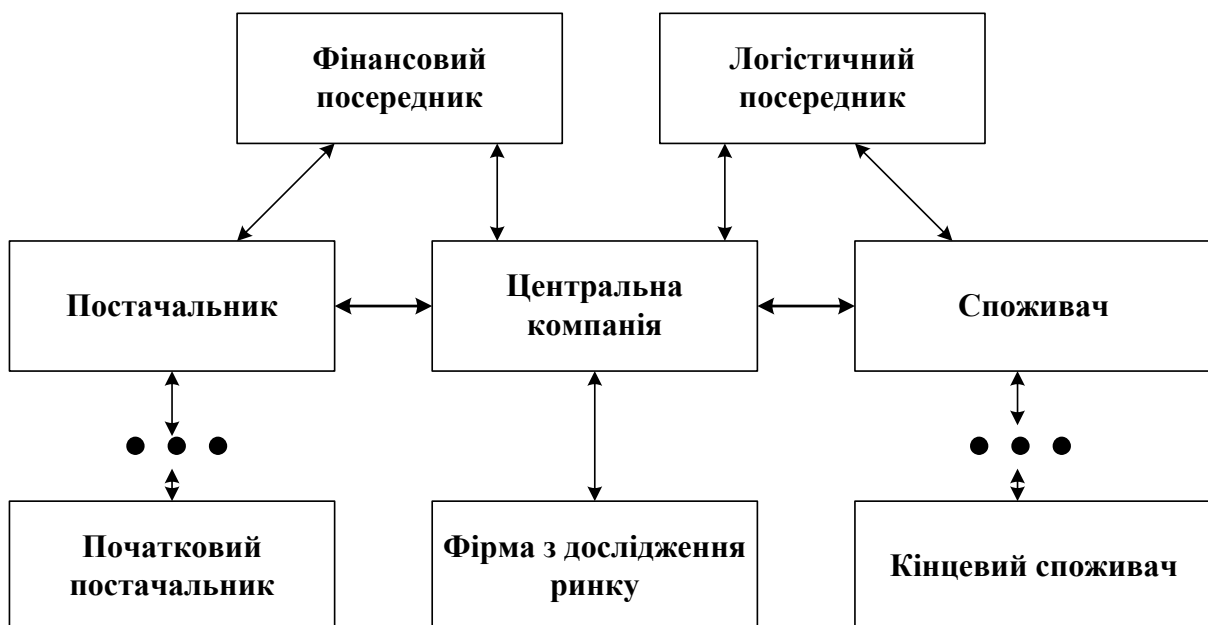 Фінансовий
посередник
Логістичний
посередник
Постачальник
Центральна
компанія
Споживач
Початковий
постачальник
Фірма з дослідження
ринку
Кінцевий споживач